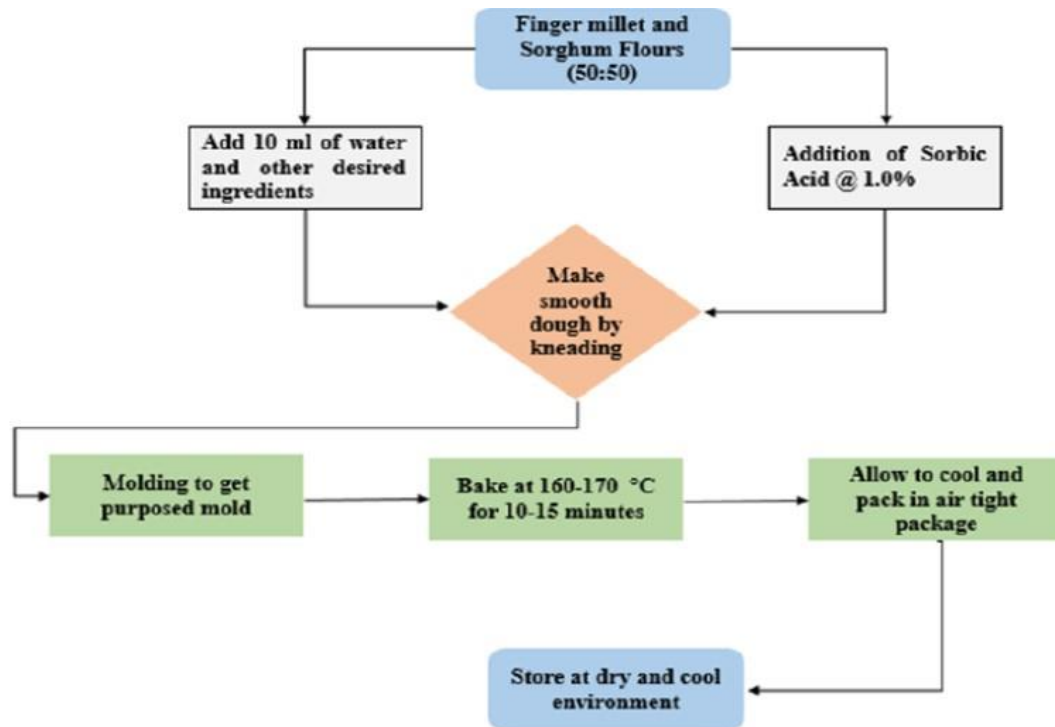 Finger millet and
Sorghum Flours
(50:50)
Add 10 ml of water
and other desired
ingredients
Addition of Sorbic
Acid @ 1.0%
Make
smooth
dough by
kneading
Molding to get
purposed mold
Bake at 160-170 °C
for 10-15 minutes
Allow to cool and
pack in air tight
package
Store at dry and cool
environment